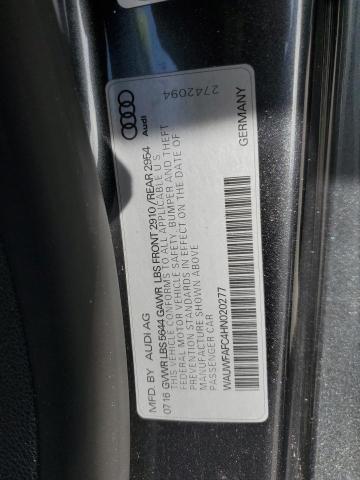 MFD. BY AUDI AG
07/16 GVWR LBS 5644 GAWR LBS FRONT 2910 / REAR 2954
THIS VEHICLE CONFORMS TO ALL APPLICABLE U S
FEDERAL MOTOR VEHICLE SAFETY, BUMPER AND THEFT
PREVENTION STANDARDS IN EFFECT ON THE DATE OF
MANUFACTURE SHOWN ABOVE
PASSENGER CAR
WAUWFAFC4HN020277
GERMANY
Audi
2742094